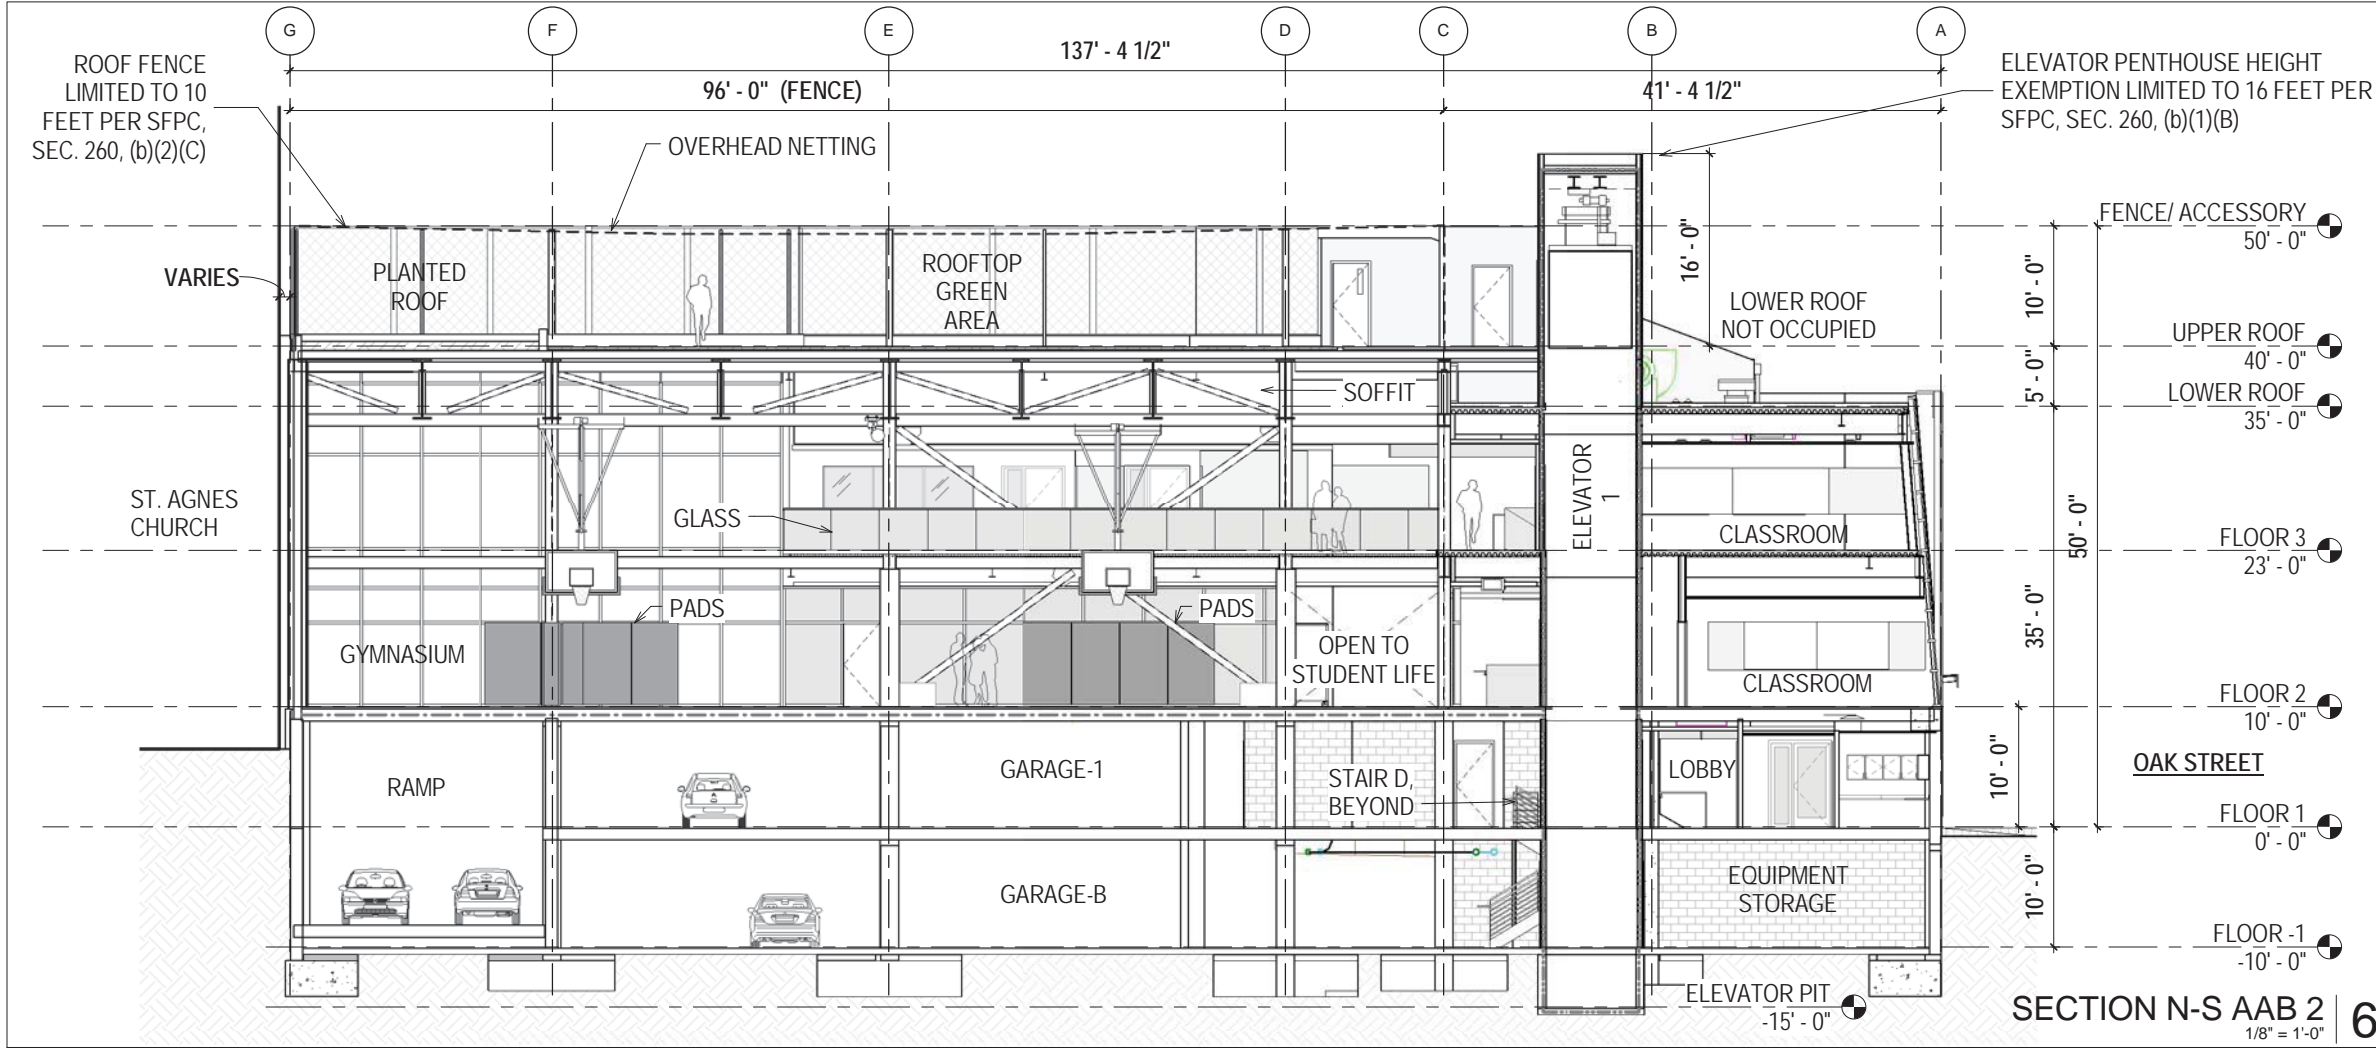 G
F
E
D
C
B
A
137' - 4 1/2"
96' - 0" (FENCE)
41' - 4 1/2"
ROOF FENCE
LIMITED TO 10
FEET PER SFPC,
SEC. 260, (b)(2)(C)
OVERHEAD NETTING
ELEVATOR PENTHOUSE HEIGHT
EXEMPTION LIMITED TO 16 FEET PER
SFPC, SEC. 260, (b)(1)(B)
VARIES
PLANTED
ROOF
ROOFTOP
GREEN
AREA
16' - 0"
LOWER ROOF
NOT OCCUPIED
FENCE/ ACCESSORY
50' - 0"
10' - 0"
UPPER ROOF
40' - 0"
5' - 0"
LOWER ROOF
35' - 0"
SOFFIT
ST. AGNES
CHURCH
GLASS
ELEVATOR
1
CLASSROOM
50' - 0"
FLOOR 3
23' - 0"
PADS
PADS
GYMNASIUM
OPEN TO
STUDENT LIFE
CLASSROOM
35' - 0"
FLOOR 2
10' - 0"
RAMP
GARAGE-1
STAIR D,
BEYOND
LOBBY
10' - 0"
OAK STREET
FLOOR 1
0' - 0"
GARAGE-B
EQUIPMENT
STORAGE
10' - 0"
FLOOR -1
-10' - 0"
ELEVATOR PIT
-15' - 0"
SECTION N-S AAB 2
1/8" = 1'-0"
6